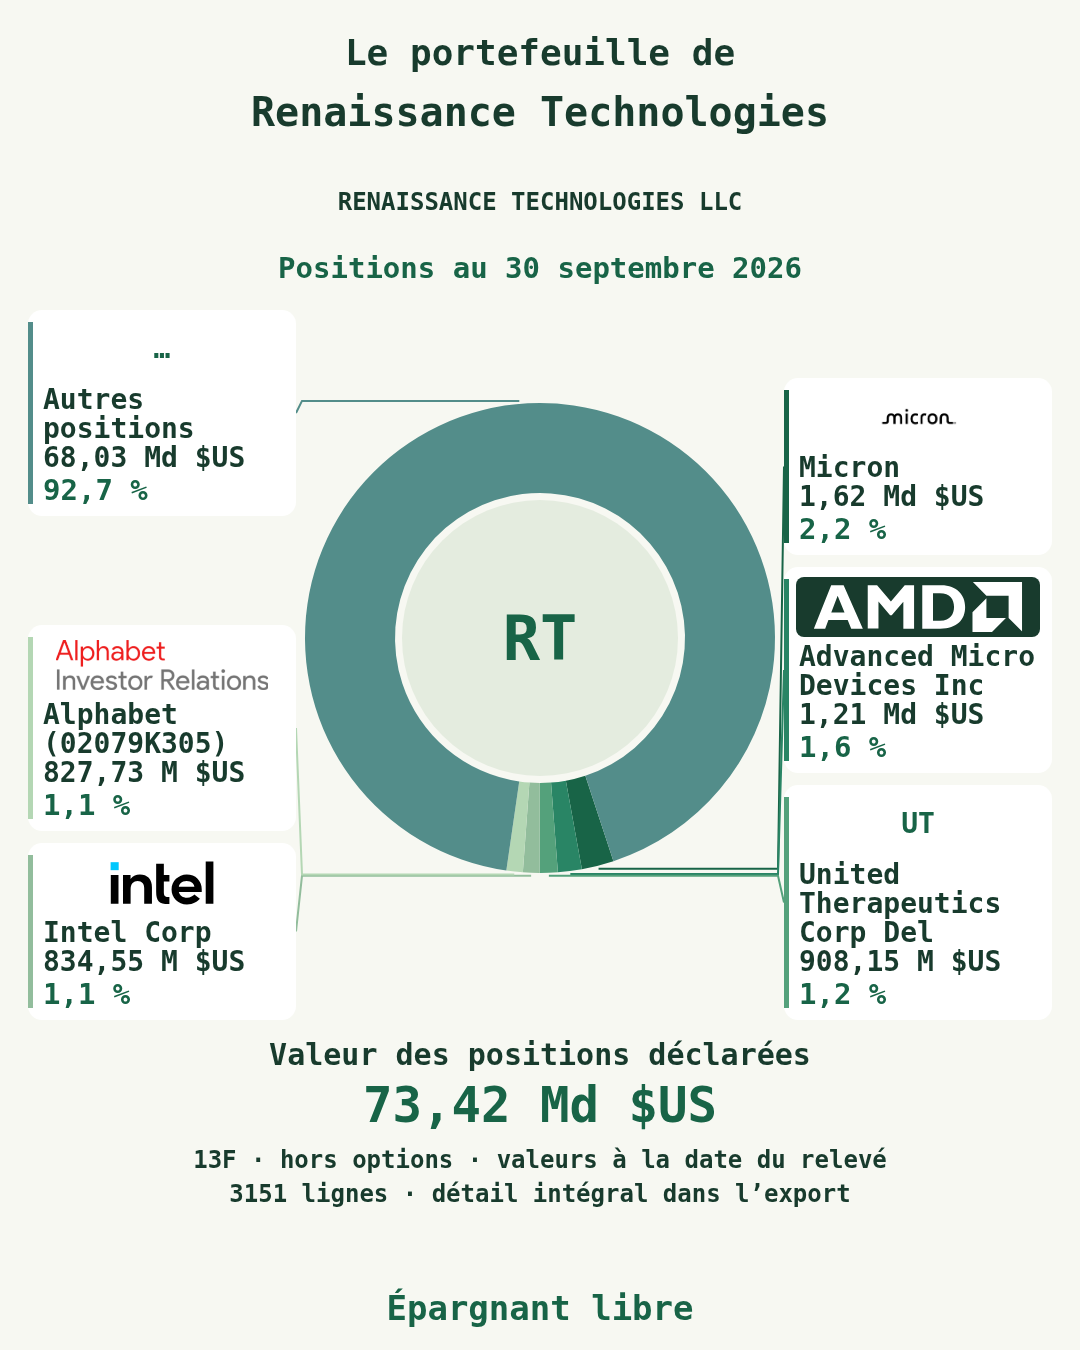 Le portefeuille de
Renaissance Technologies
RENAISSANCE TECHNOLOGIES LLC
Positions au 30 septembre 2026
…
Autres
positions
68,03 Md $US
92,7 %
Alphabet
Investor Relations
Alphabet
(02079K305)
827,73 M $US
1,1 %
intel
Intel Corp
834,55 M $US
1,1 %
RT
micron
Micron
1,62 Md $US
2,2 %
AMD
Advanced Micro
Devices Inc
1,21 Md $US
1,6 %
UT
United
Therapeutics
Corp Del
908,15 M $US
1,2 %
Valeur des positions déclarées
73,42 Md $US
13F · hors options · valeurs à la date du relevé
3151 lignes · détail intégral dans l’export
Épargnant libre